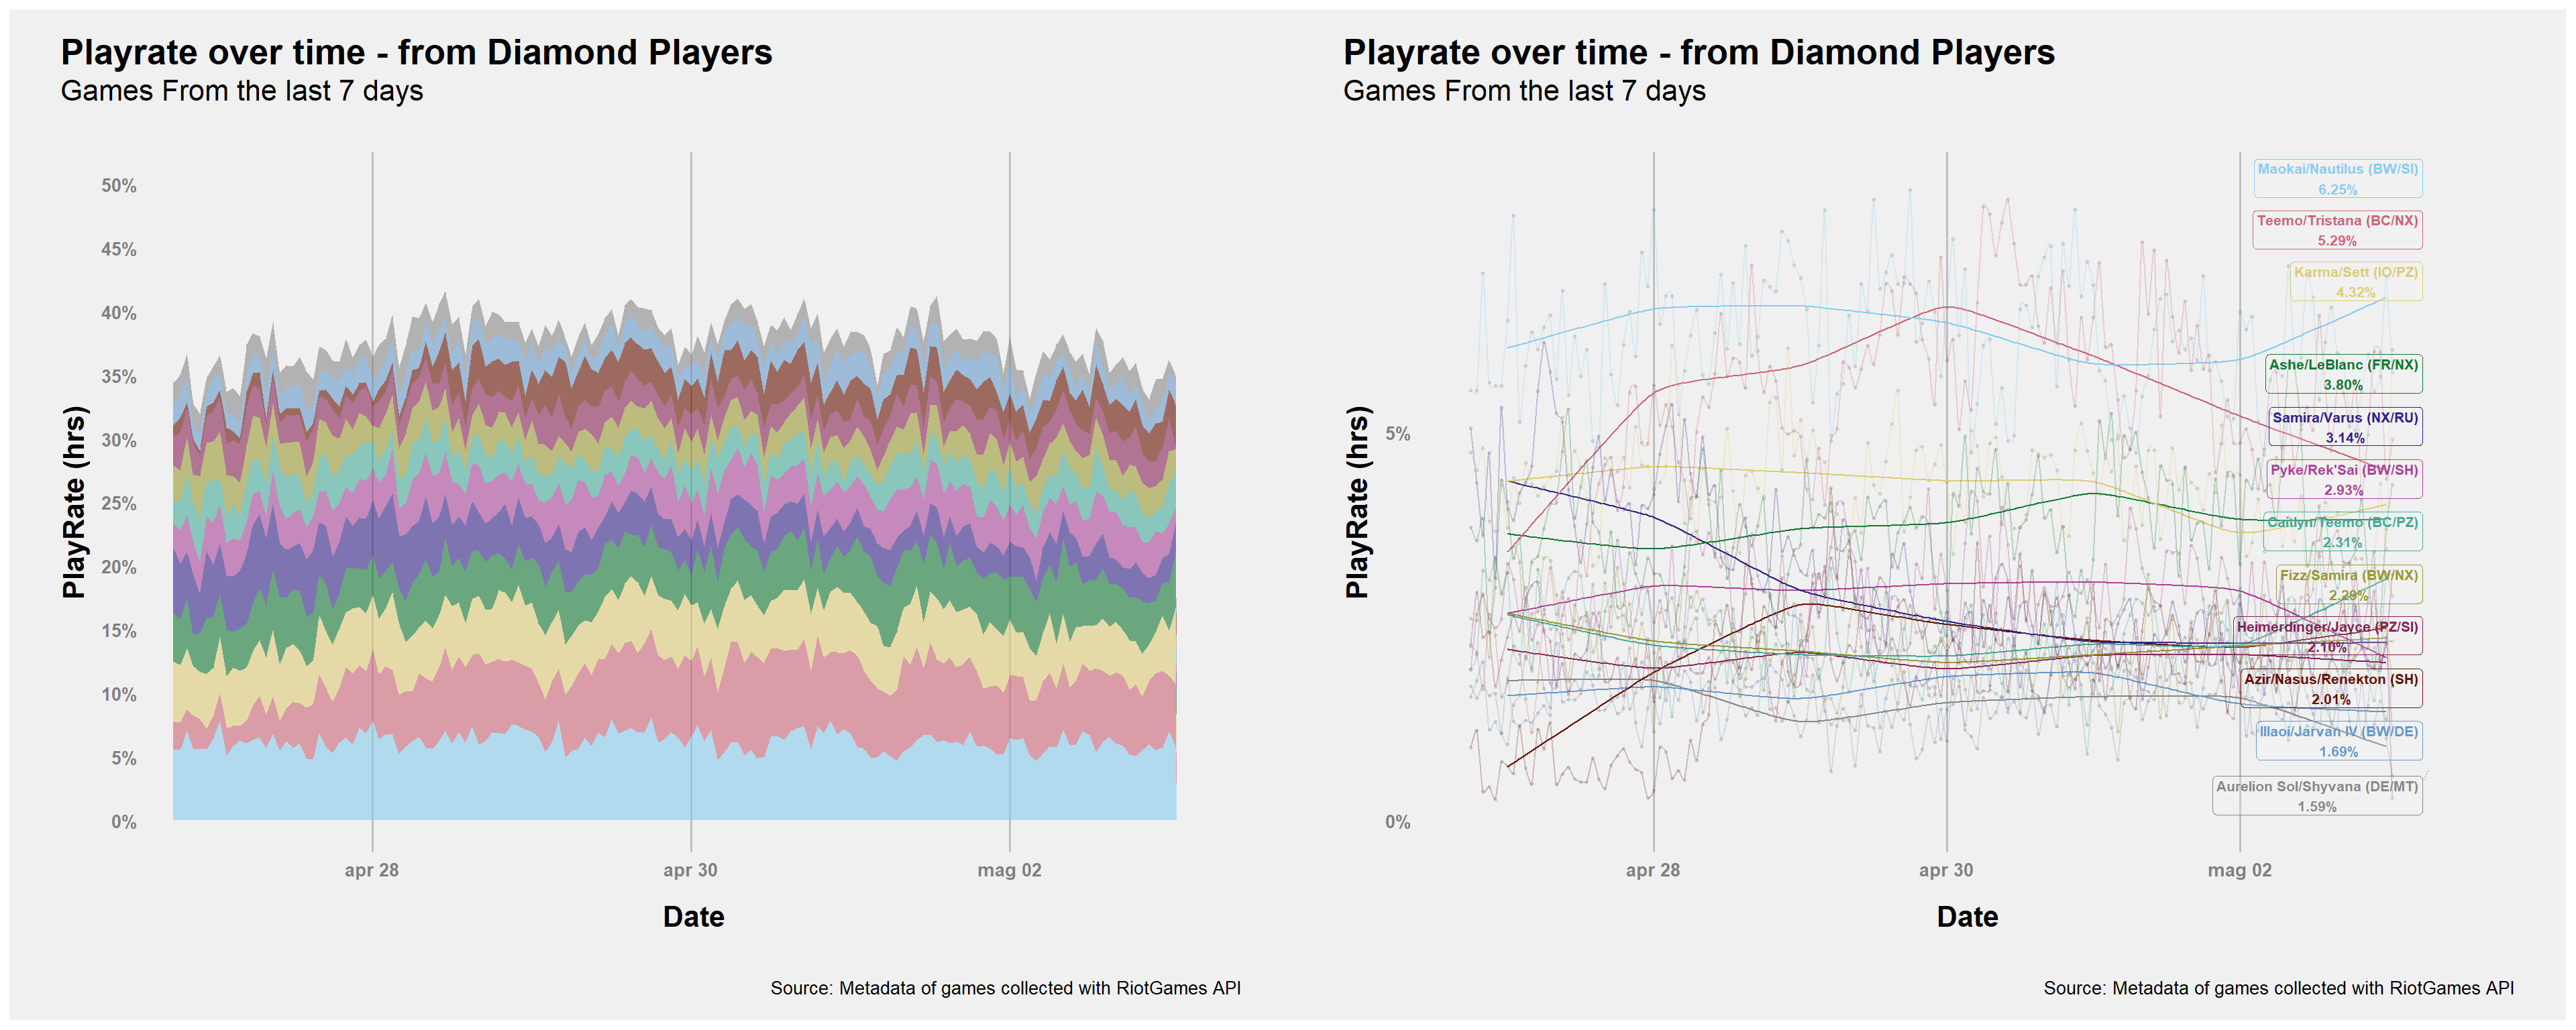 Playrate over time - from Diamond Players
Games From the last 7 days
PlayRate (hrs)
50%
45%
40%
35%
30%
25%
20%
15%
10%
5%
0%
apr 28
apr 30
mag 02
Date
Source: Metadata of games collected with RiotGames API
Playrate over time - from Diamond Players
Games From the last 7 days
PlayRate (hrs)
5%
0%
Maokai/Nautilus (BW/SI)
6.25%
Teemo/Tristana (BC/NX)
5.29%
Karma/Sett (IO/PZ)
4.32%
Ashe/LeBlanc (FR/NX)
3.80%
Samira/Varus (NX/RU)
3.14%
Pyke/Rek'Sai (BW/SH)
2.93%
Caitlyn/Teemo (BC/PZ)
2.31%
Fizz/Samira (BW/NX)
2.29%
Heimerdinger/Jayce (PZ/SI)
2.10%
Azir/Nasus/Renekton (SH)
2.01%
Illaoi/Jarvan IV (BW/DE)
1.69%
Aurelion Sol/Shyvana (DE/MT)
1.59%
apr 28
apr 30
mag 02
Date
Source: Metadata of games collected with RiotGames API